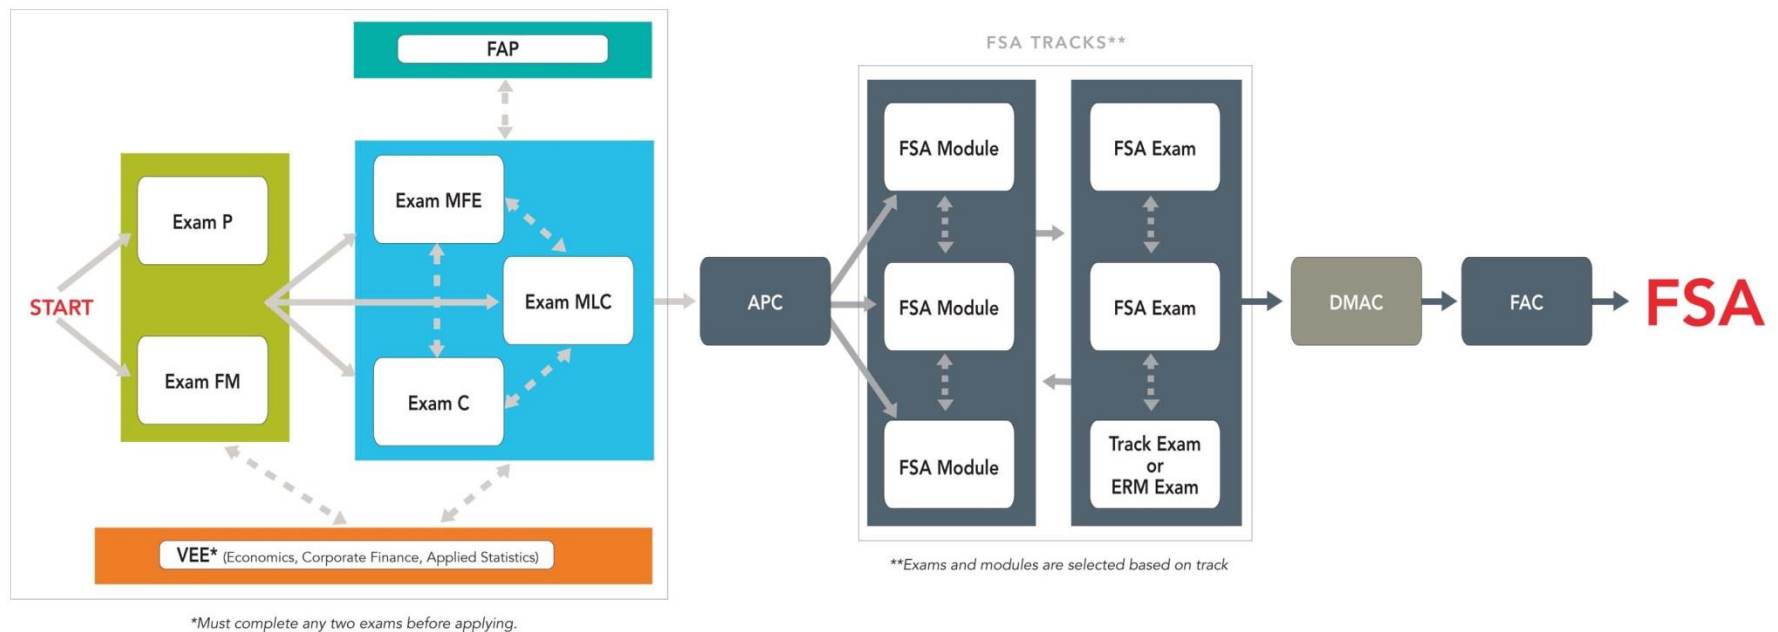 FAP
FSA TRACKS**
Exam P
Exam FM
START
Exam MFE
Exam MLC
Exam C
VEE* (Economics, Corporate Finance, Applied Statistics)
*Must complete any two exams before applying.
APC
FSA Module
FSA Module
FSA Module
FSA Exam
FSA Exam
Track Exam
or
ERM Exam
**Exams and modules are selected based on track
DMAC
FAC
FSA